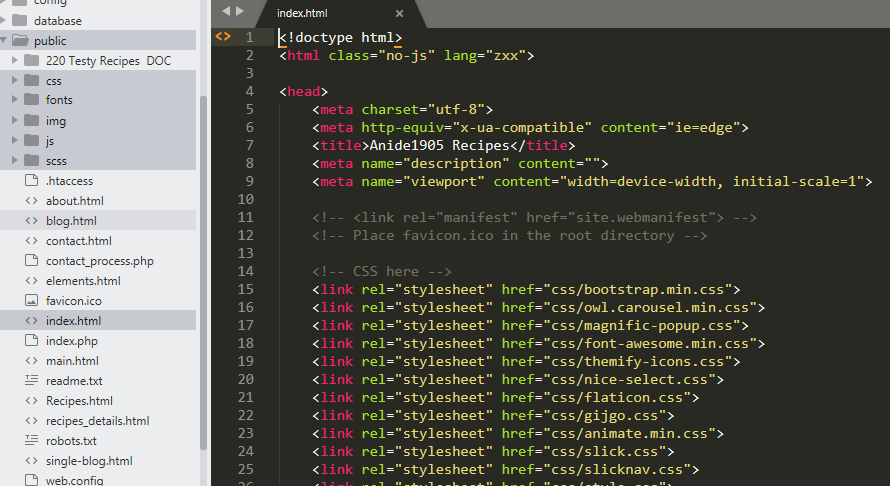 config
database
public
220 Testy Recipes DOC
css
fonts
img
js
scss
.htaccess
about.html
blog.html
contact.html
contact_process.php
elements.html
favicon.ico
index.html
index.php
main.html
readme.txt
Recipes.html
recipes_details.html
robots.txt
single-blog.html
web.config
index.html ×
<> 1 <!doctype html>
2 <html class="no-js" lang="zxx">
3
4 <head>
5 <meta charset="utf-8">
6 <meta http-equiv="x-ua-compatible" content="ie=edge">
7 <title>Anide1905 Recipes</title>
8 <meta name="description" content="">
9 <meta name="viewport" content="width=device-width, initial-scale=1">
10
11 <!-- <link rel="manifest" href="site.webmanifest"> -->
12 <!-- Place favicon.ico in the root directory -->
13
14 <!-- CSS here -->
15 <link rel="stylesheet" href="css/bootstrap.min.css">
16 <link rel="stylesheet" href="css/owl.carousel.min.css">
17 <link rel="stylesheet" href="css/magnific-popup.css">
18 <link rel="stylesheet" href="css/font-awesome.min.css">
19 <link rel="stylesheet" href="css/themify-icons.css">
20 <link rel="stylesheet" href="css/nice-select.css">
21 <link rel="stylesheet" href="css/flaticon.css">
22 <link rel="stylesheet" href="css/gijgo.css">
23 <link rel="stylesheet" href="css/animate.min.css">
24 <link rel="stylesheet" href="css/slick.css">
25 <link rel="stylesheet" href="css/slicknav.css">
26 <link rel="stylesheet" href="css/style.css">